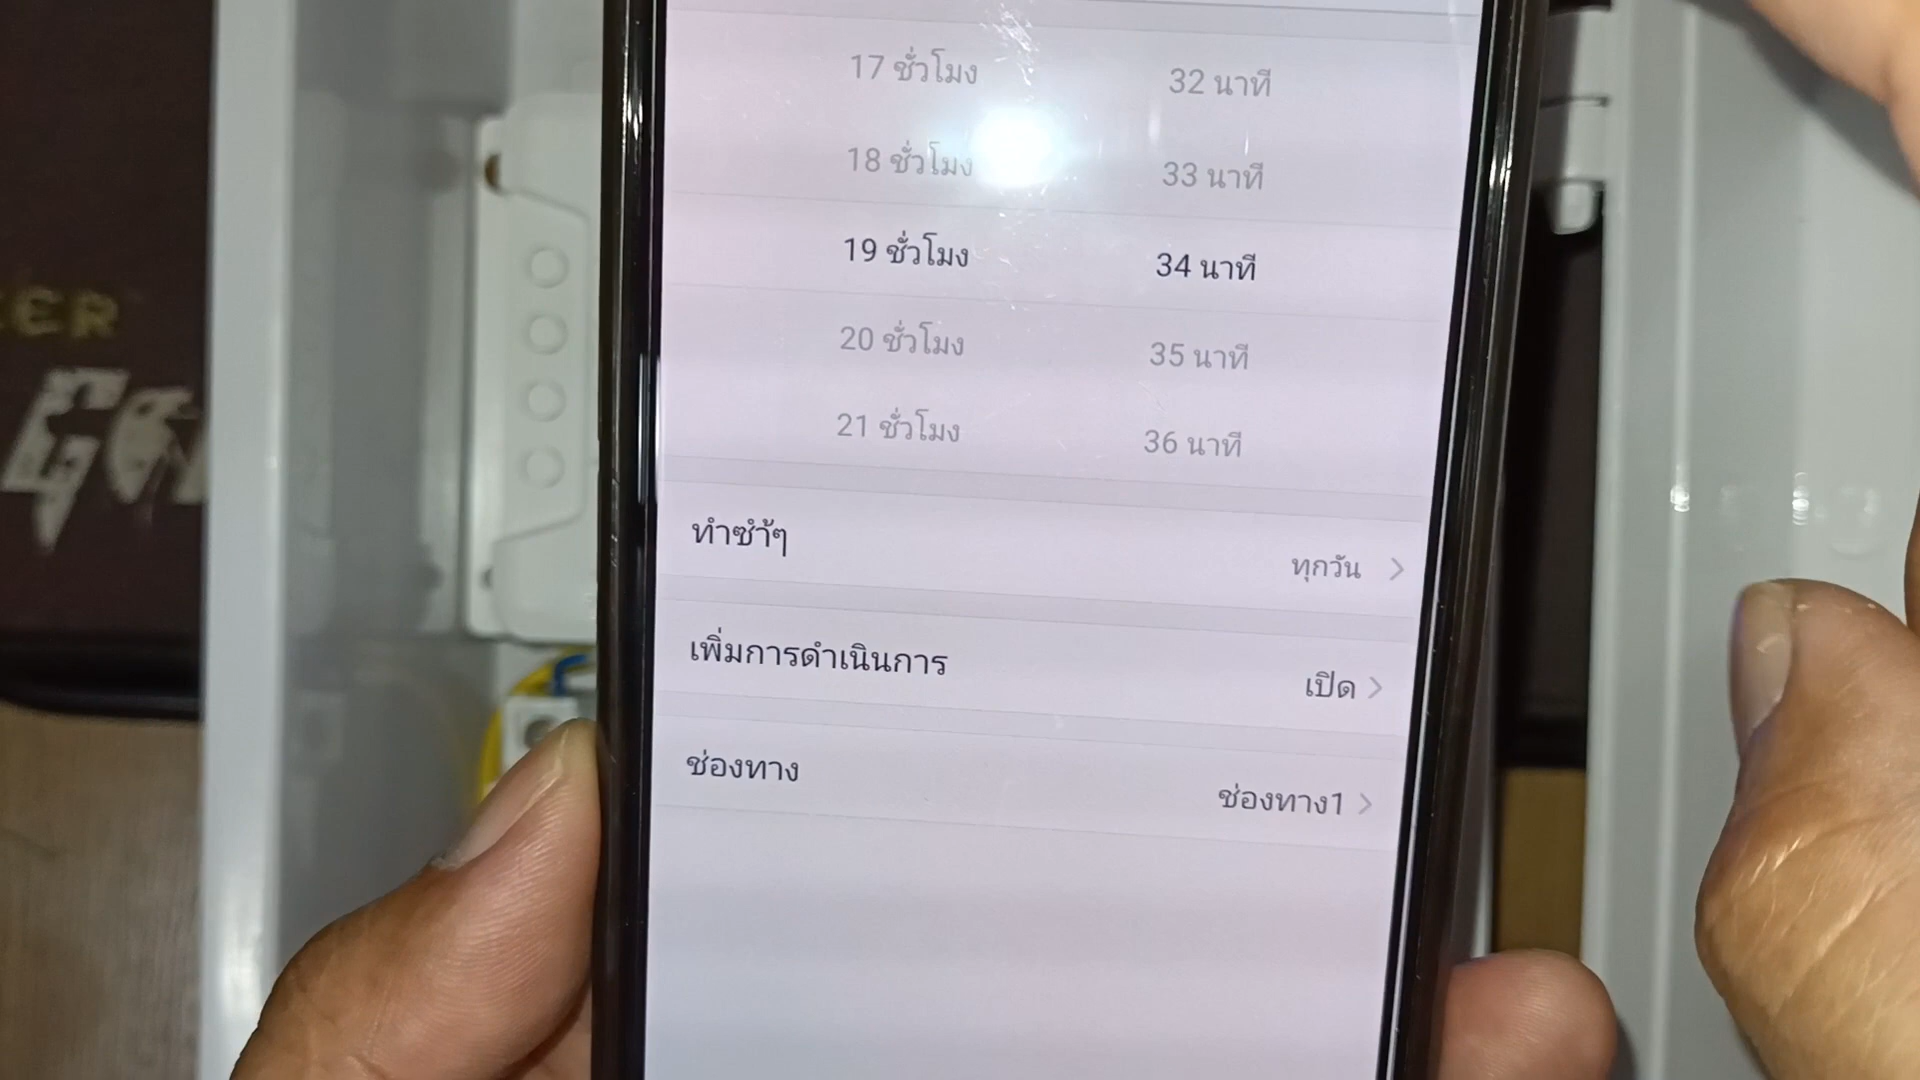 17 ชั่วโมง 32 นาที
18 ชั่วโมง 33 นาที
19 ชั่วโมง 34 นาที
20 ชั่วโมง 35 นาที
21 ชั่วโมง 36 นาที
ทำซ้ำๆ ทุกวัน
เพิ่มการดำเนินการ เปิด
ช่องทาง ช่องทาง1